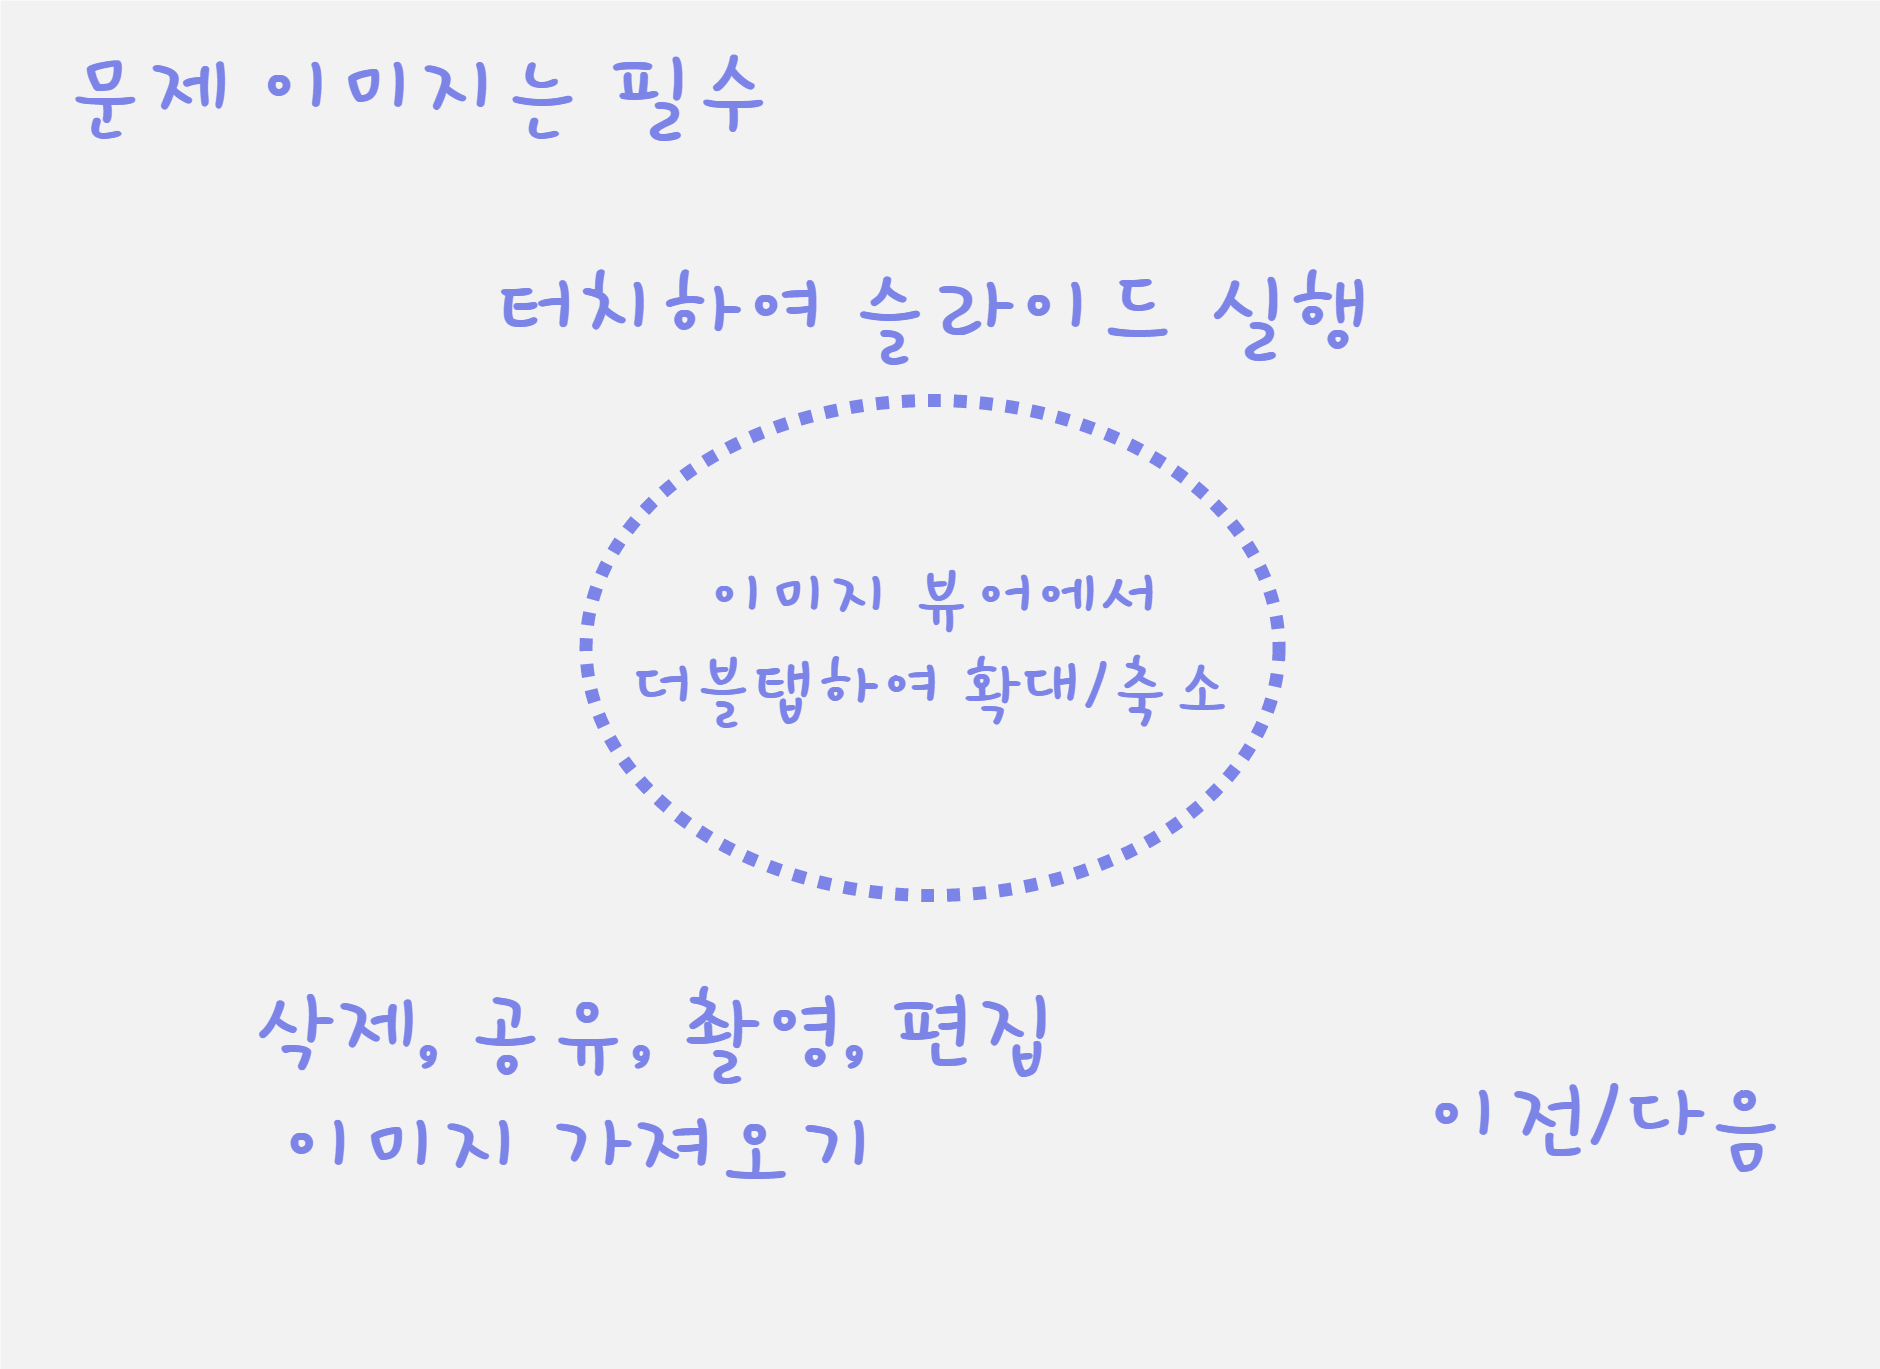 문제 이미지는 필수
터치하여 슬라이드 실행
이미지 뷰어에서
더블탭하여 확대/축소
삭제, 공유, 촬영, 편집
이미지 가져오기
이전/다음